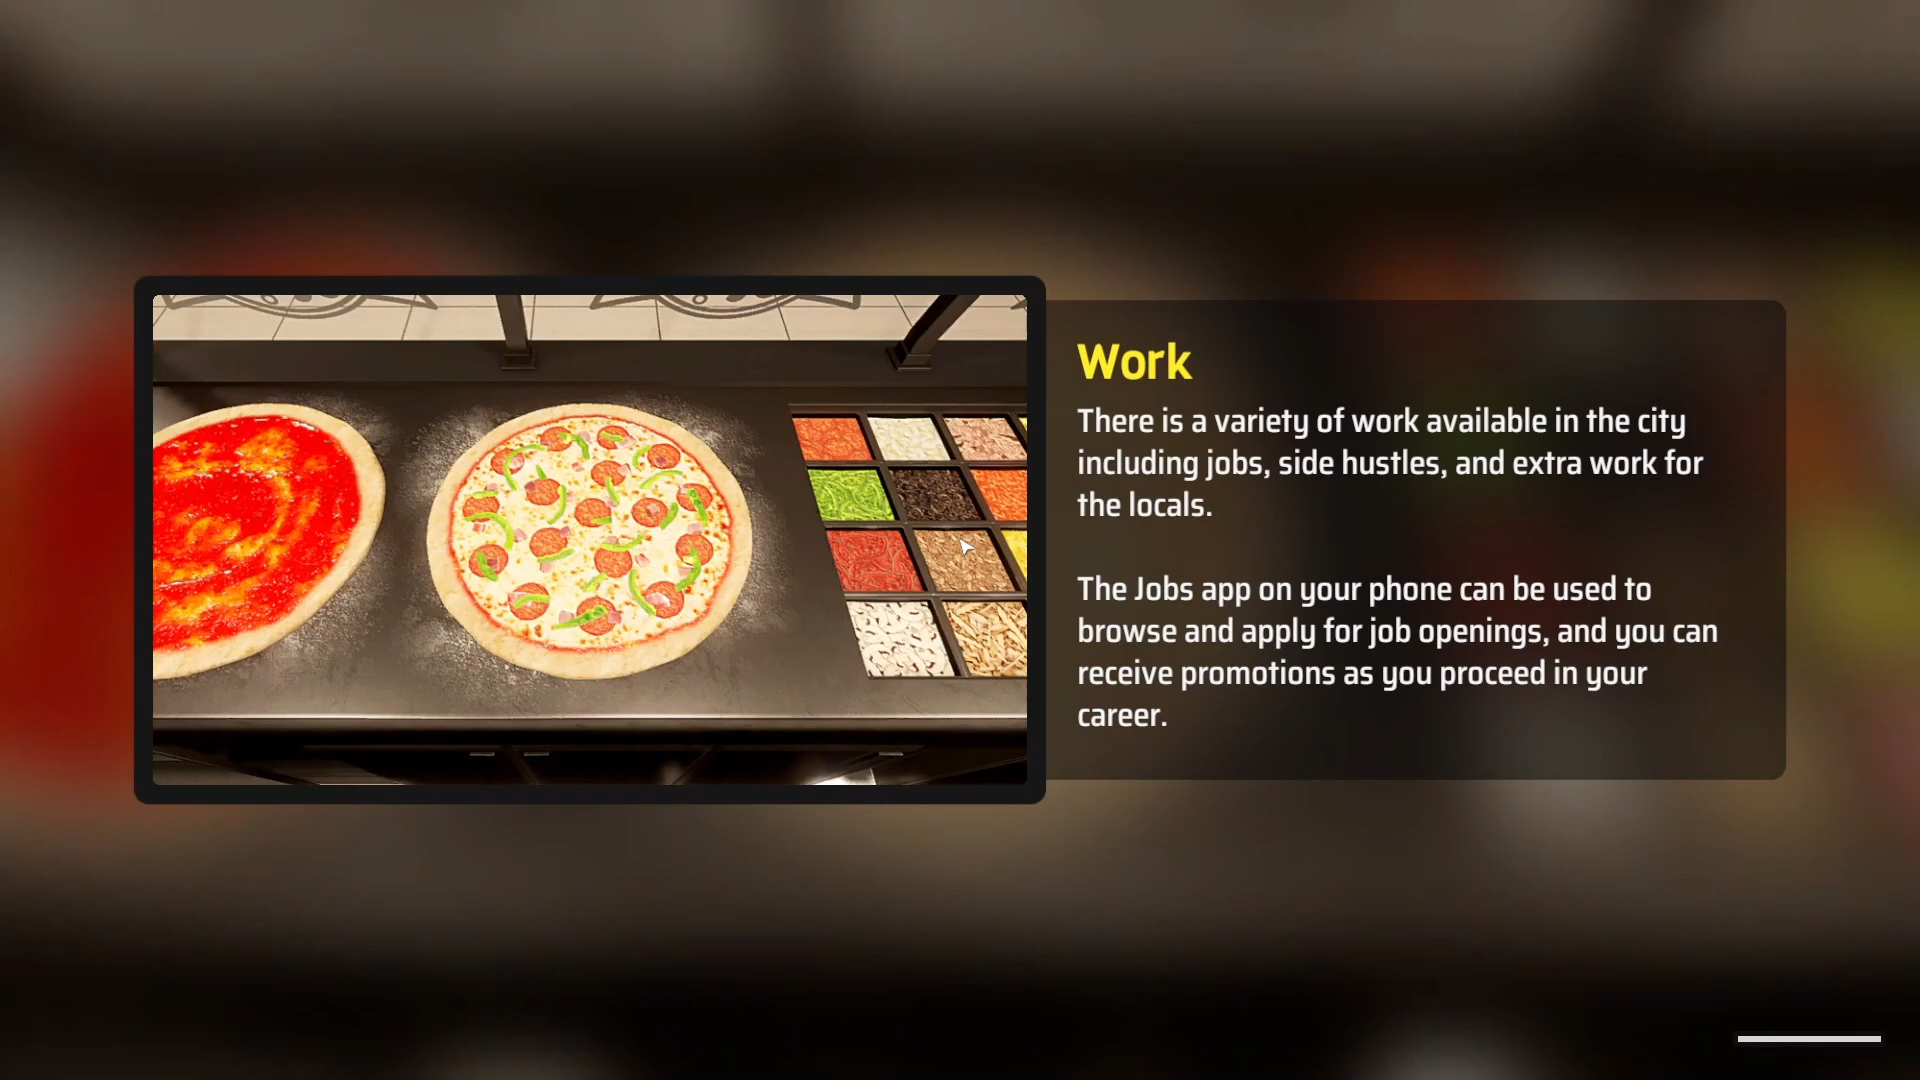 Work
There is a variety of work available in the city
including jobs, side hustles, and extra work for
the locals.
The Jobs app on your phone can be used to
browse and apply for job openings, and you can
receive promotions as you proceed in your
career.